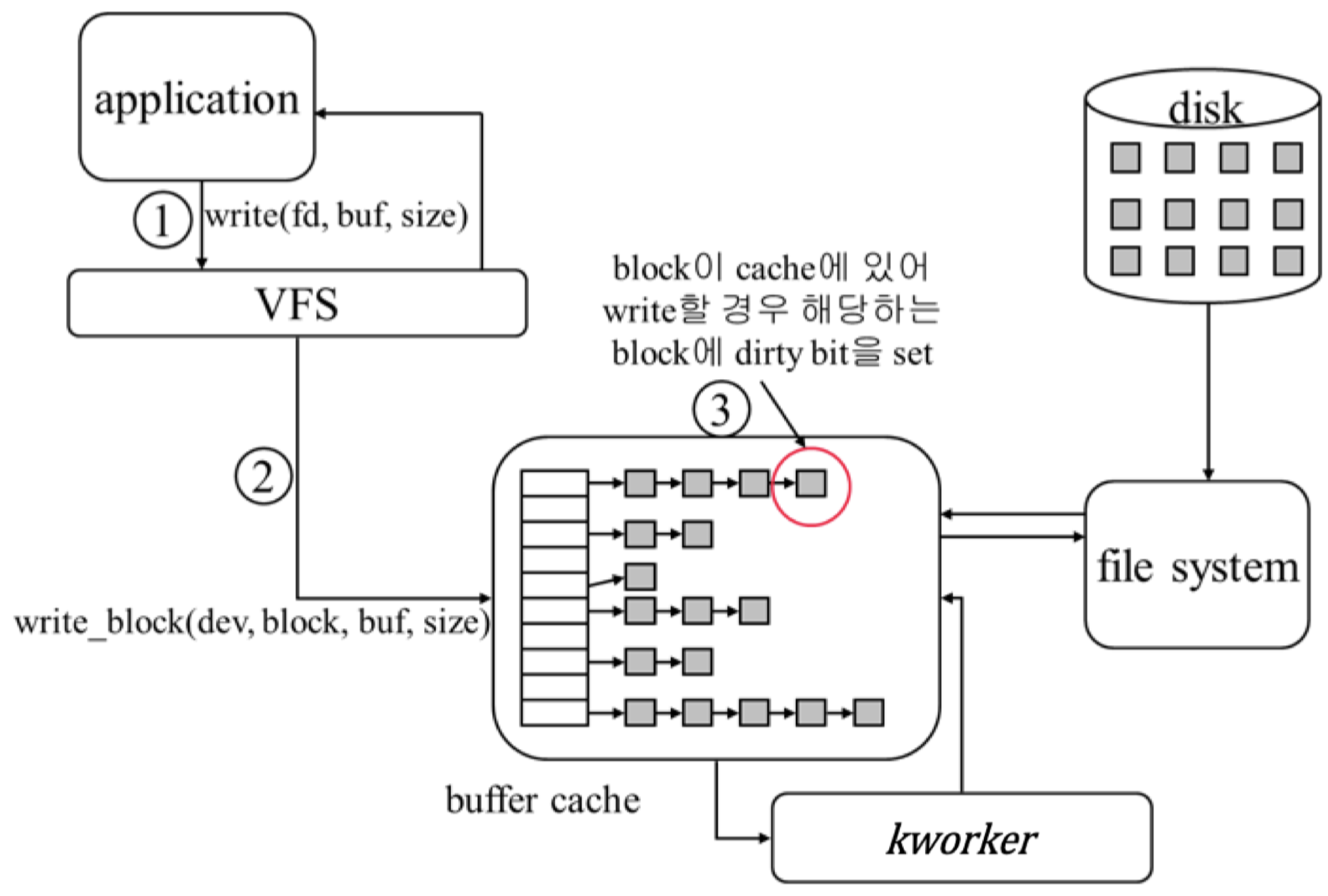 application
disk
①
write(fd, buf, size)
VFS
block이 cache에 있어
write할 경우 해당하는
block에 dirty bit을 set
③
②
file system
write_block(dev, block, buf, size)
buffer cache
kworker